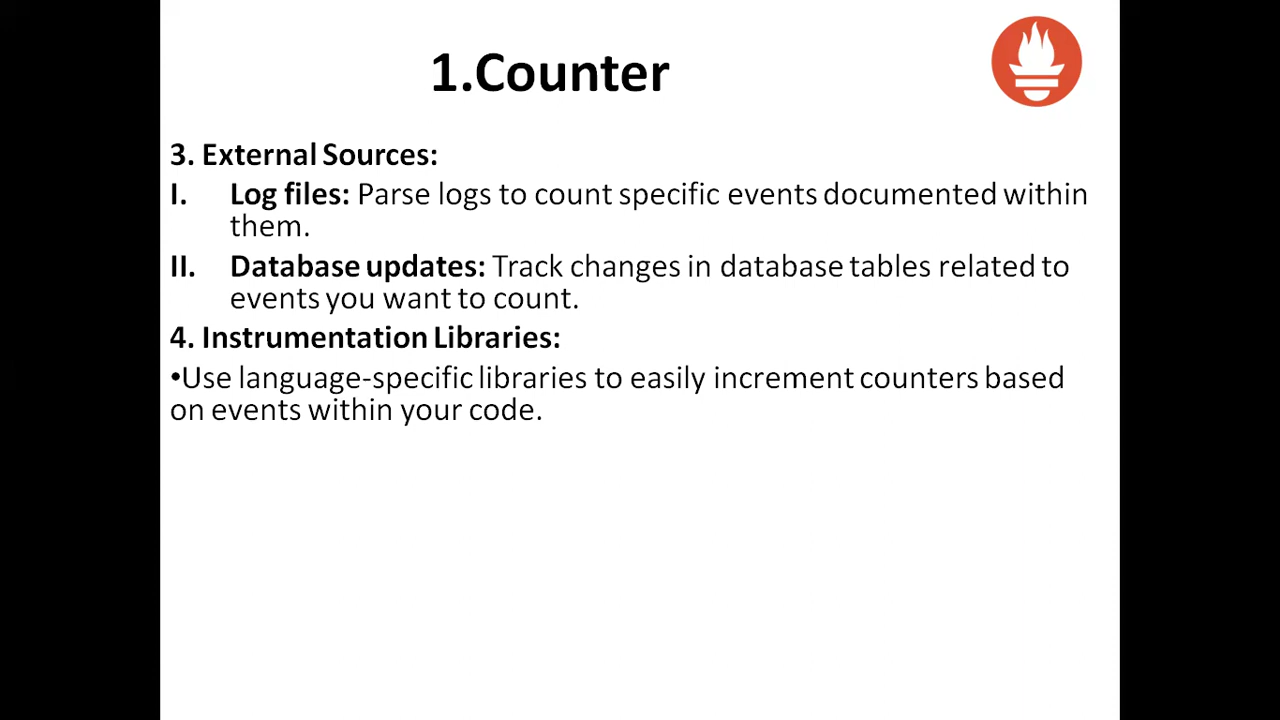 1.Counter
3. External Sources:
I. Log files: Parse logs to count specific events documented within
them.
II. Database updates: Track changes in database tables related to
events you want to count.
4. Instrumentation Libraries:
•Use language-specific libraries to easily increment counters based
on events within your code.